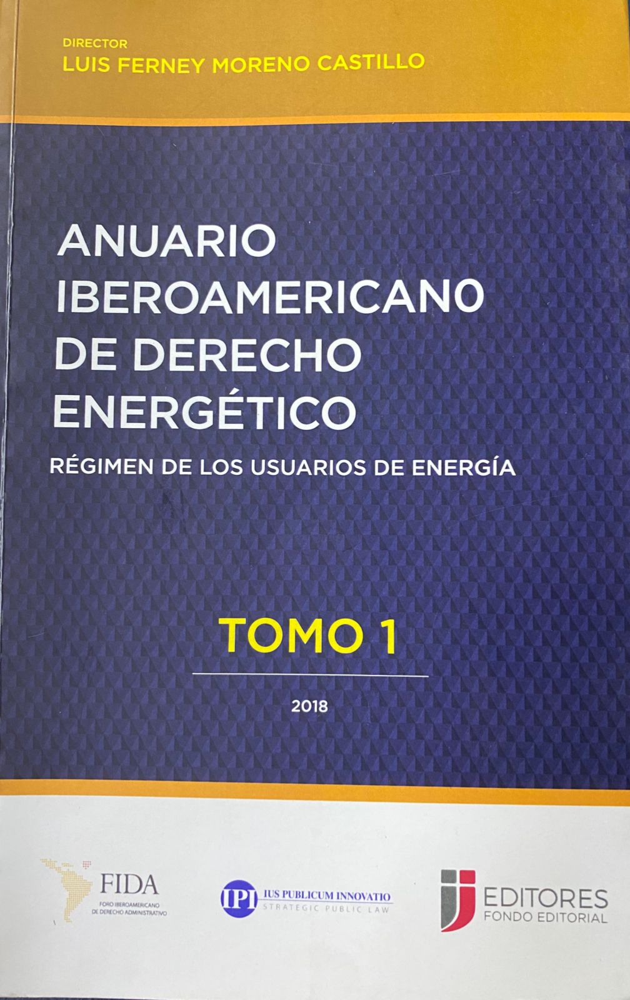 DIRECTOR
LUIS FERNEY MORENO CASTILLO
ANUARIO
IBEROAMERICANO
DE DERECHO
ENERGÉTICO
RÉGIMEN DE LOS USUARIOS DE ENERGÍA
TOMO 1
2018
FIDA
FORO IBEROAMERICANO
DE DERECHO ADMINISTRATIVO
IPI
IUS PUBLICUM INNOVATIO
STRATEGIC PUBLIC LAW
ij
EDITORES
FONDO EDITORIAL